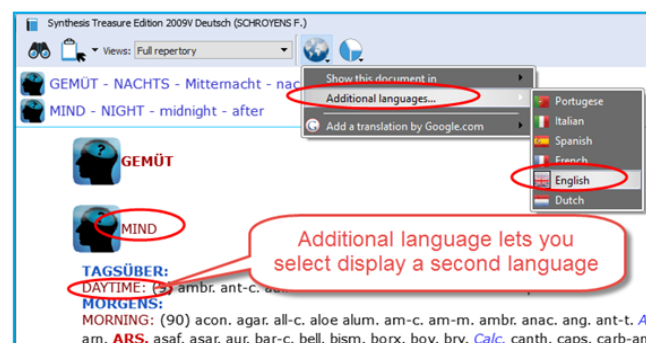 Synthesis Treasure Edition 2009V Deutsch (SCHROYENS F.)
Views: Full repertory
GEMÜT - NACHTS - Mitternacht - nac
MIND - NIGHT - midnight - after
Show this document in
Additional languages...
Add a translation by Google.com
Portugese
Italian
Spanish
French
English
Dutch
GEMÜT
MIND
Additional language lets you
select display a second language
TAGSÜBER:
DAYTIME: (9) ambr. ant-c.
MORGENS:
MORNING: (90) acon. agar. all-c. aloe alum. am-c. am-m. ambr. anac. ang. ant-t. A
arn. ARS. asaf. asar. aur. bar-c. bell. bism. borx. bov. bry. Calc. canth. caps. carb-an